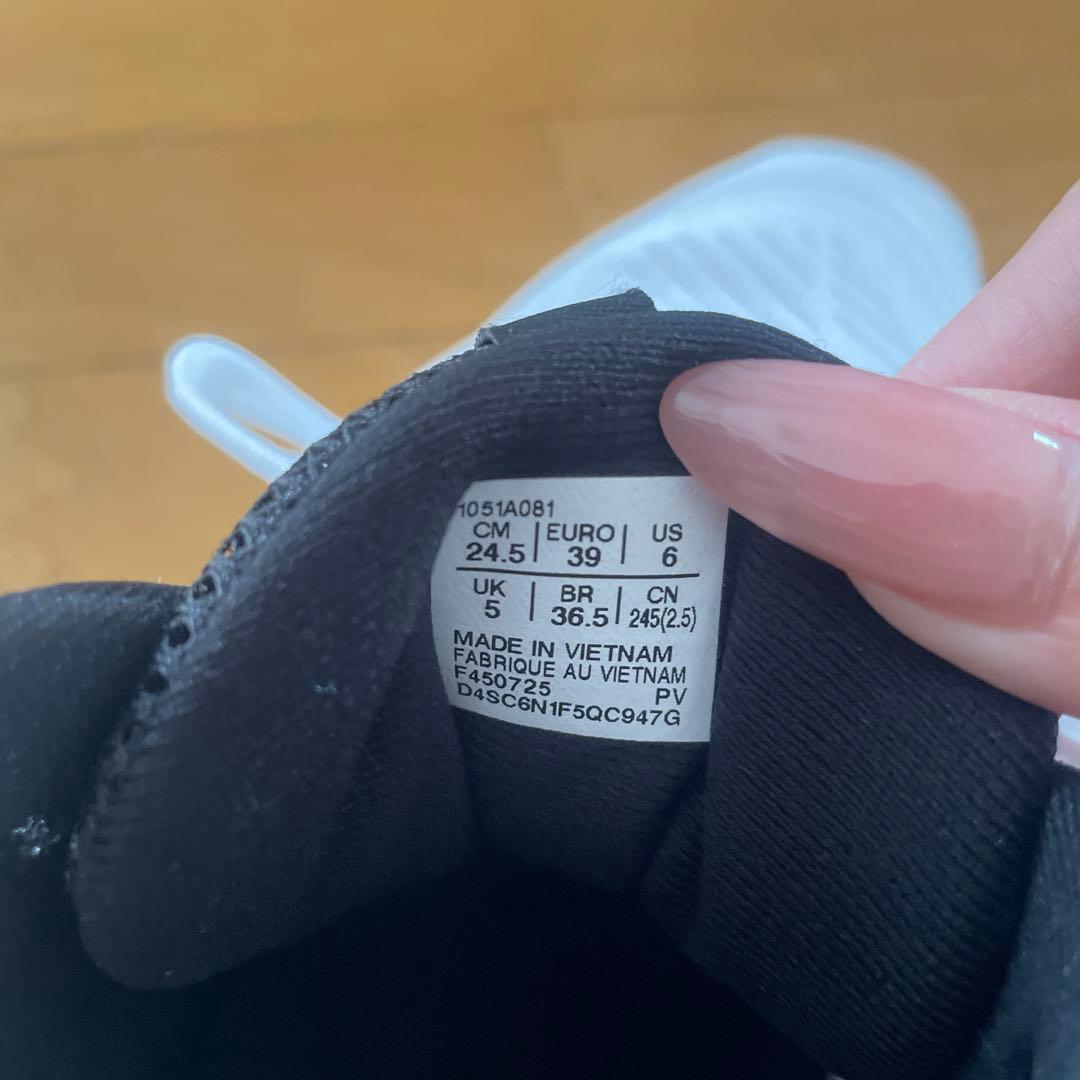 1051A081
CM | EURO | US
24.5 | 39 | 6
UK | BR | CN
5 | 36.5 | 245(2.5)
MADE IN VIETNAM
FABRIQUE AU VIETNAM
F450725 PV
D4SC6N1F5QC947G